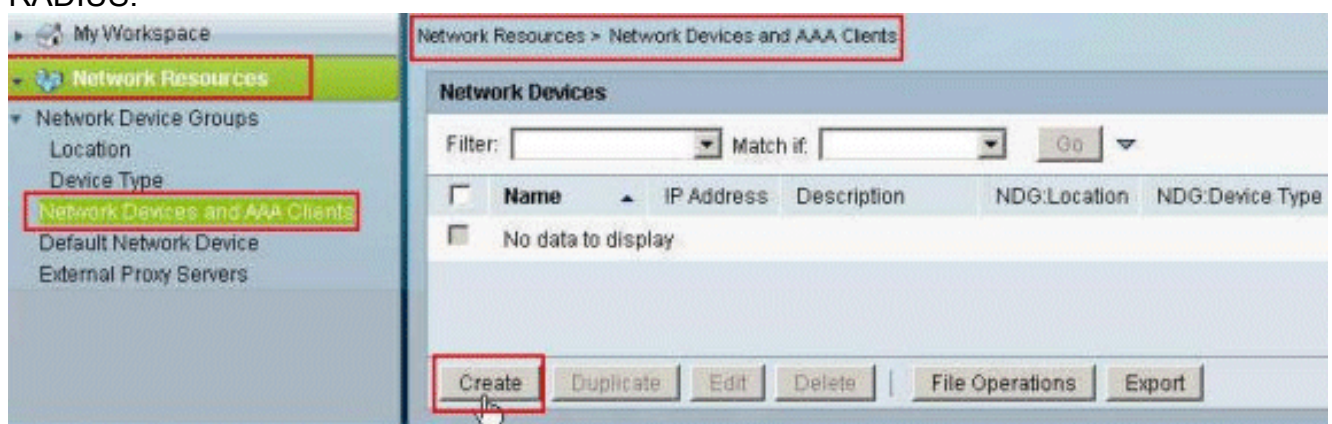 RADIUS.
My Workspace
Network Resources
Network Device Groups
Location
Device Type
Network Devices and AAA Clients
Default Network Device
External Proxy Servers
Network Resources > Network Devices and AAA Clients
Network Devices
Filter: Match if: Go
Name IP Address Description NDG:Location NDG:Device Type
No data to display
Create Duplicate Edit Delete | File Operations Export